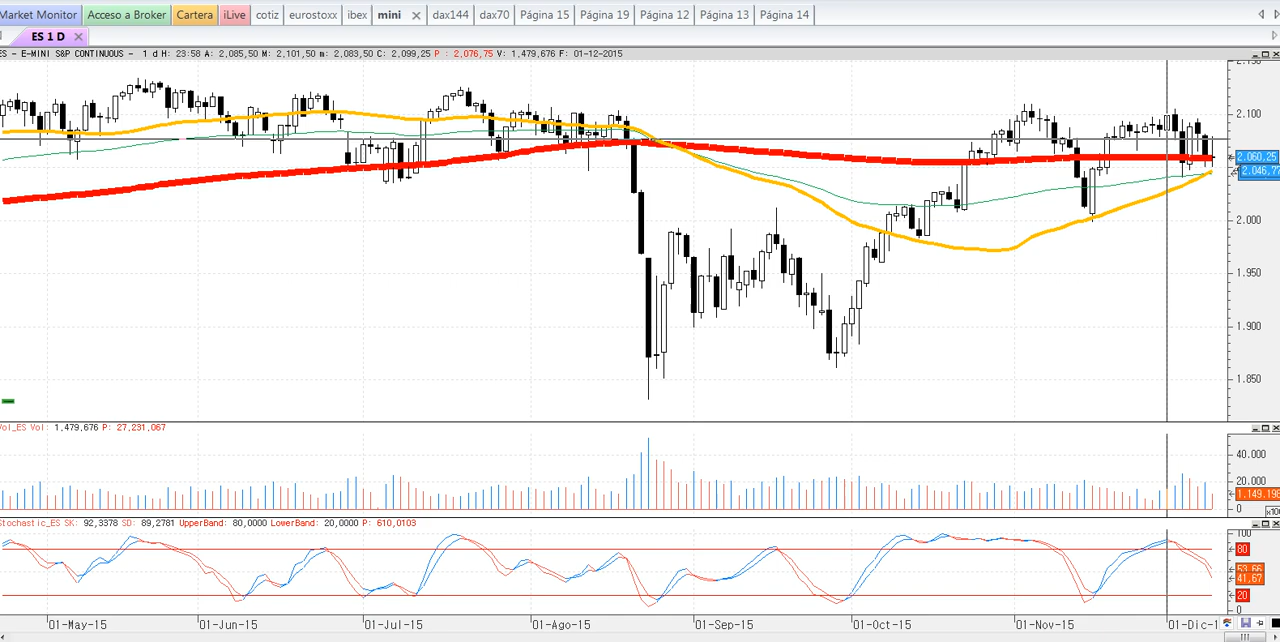 Market Monitor Acceso a Broker Cartera iLive cotiz eurostoxx ibex mini dax144 dax70 Página 15 Página 19 Página 12 Página 13 Página 14
ES 1 D
ES - E-MINI S&P CONTINUOUS - 1 d H: 23:58 A: 2,085,50 M: 2,101,50 m: 2,083,50 C: 2,099,25 P : 2,076,75 V: 1,479,676 F: 01-12-2015
2.150
2.100
2.060,25
2.046,77
2.000
1.950
1.900
1.850
Vol_ES Vol: 1,479,676 P: 27,231,067
40.000
20.000
1.149.198
0
x100
Stochastic_ES SK: 92,3378 SD: 89,2781 UpperBand: 80,0000 LowerBand: 20,0000 P: 610,0103
100
80
53,66
41,67
20
0
01-May-15 01-Jun-15 01-Jul-15 01-Ago-15 01-Sep-15 01-Oct-15 01-Nov-15 01-Dic-1